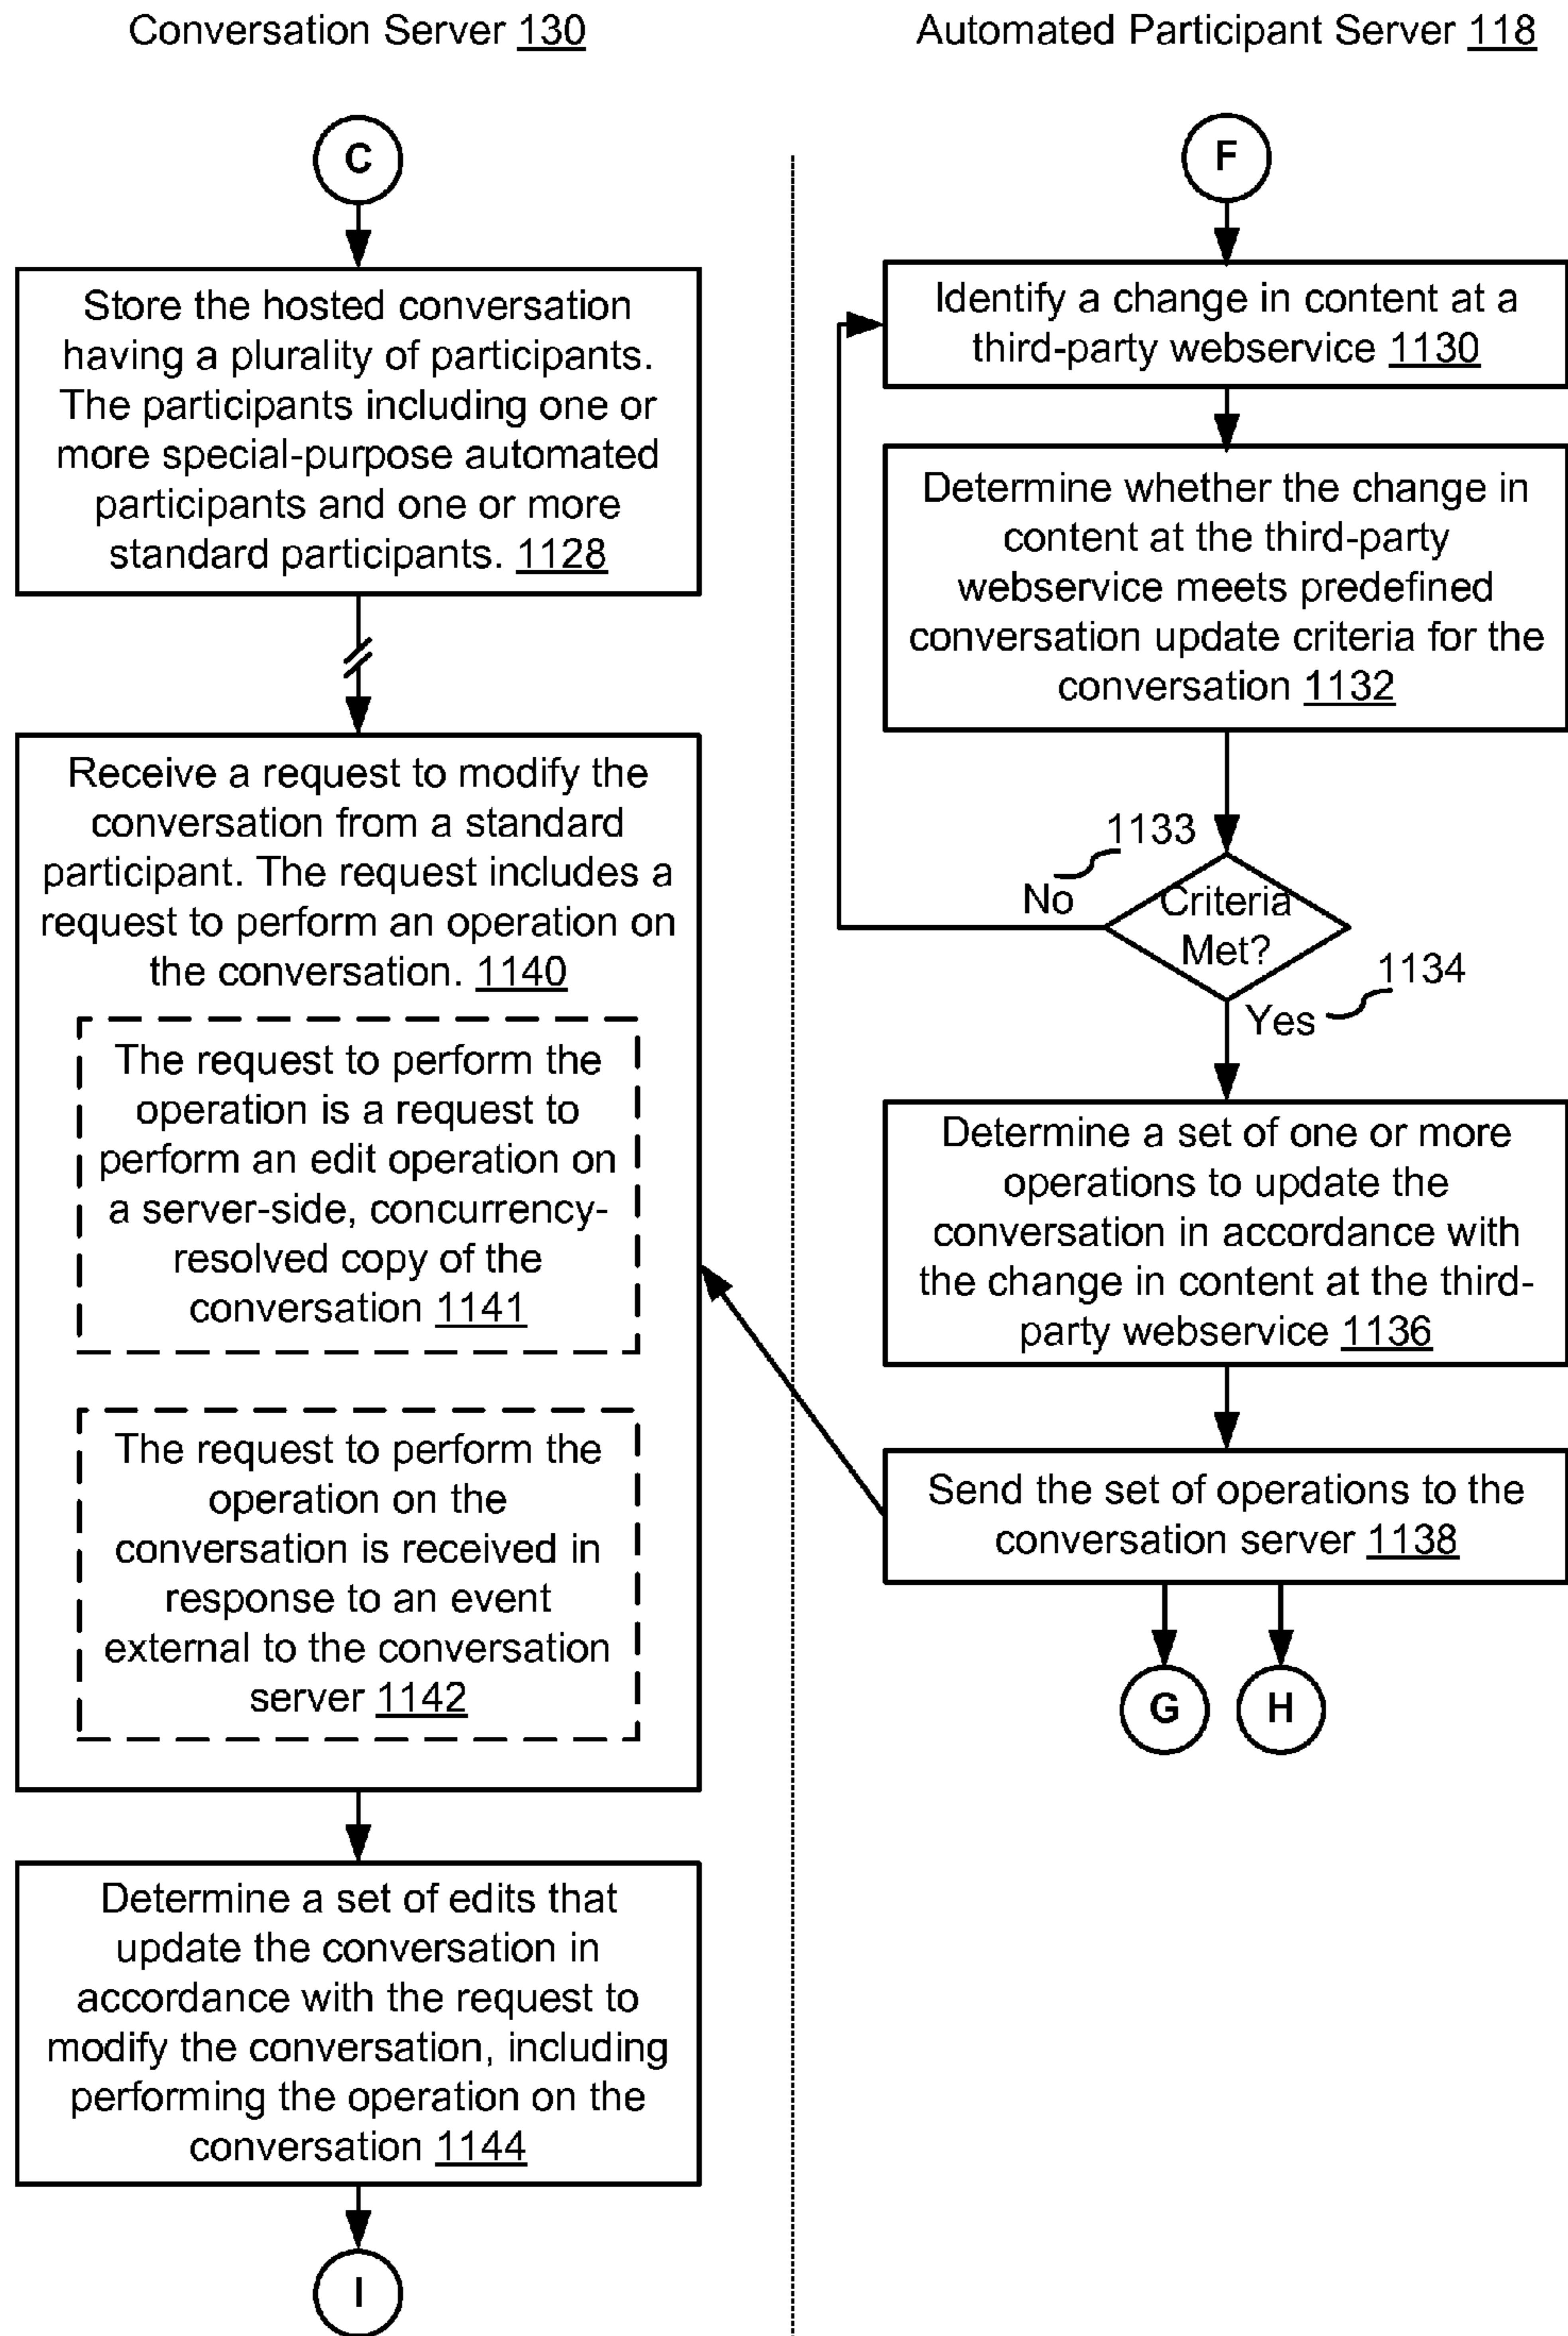 Conversation Server 130
C
Store the hosted conversation
having a plurality of participants.
The participants including one or
more special-purpose automated
participants and one or more
standard participants. 1128
Receive a request to modify the
conversation from a standard
participant. The request includes a
request to perform an operation on
the conversation. 1140
The request to perform the
operation is a request to
perform an edit operation on
a server-side, concurrency-
resolved copy of the
conversation 1141
The request to perform the
operation on the
conversation is received in
response to an event
external to the conversation
server 1142
Determine a set of edits that
update the conversation in
accordance with the request to
modify the conversation, including
performing the operation on the
conversation 1144
I
Automated Participant Server 118
F
Identify a change in content at a
third-party webservice 1130
Determine whether the change in
content at the third-party
webservice meets predefined
conversation update criteria for the
conversation 1132
1133
No
Criteria
Met?
1134
Yes
Determine a set of one or more
operations to update the
conversation in accordance with
the change in content at the third-
party webservice 1136
Send the set of operations to the
conversation server 1138
G
H